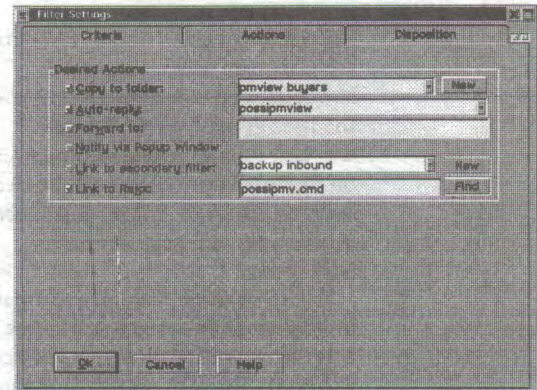 Filter Settings
Criteria Actions Disposition
Desired Actions
Copy to folder: pmview buyers New
Auto-reply: possipmview
Forward to:
Notify via Popup Window
Link to secondary filter: backup inbound New
Link to Rexx: possipmv.cmd Find
Ok Cancel Help